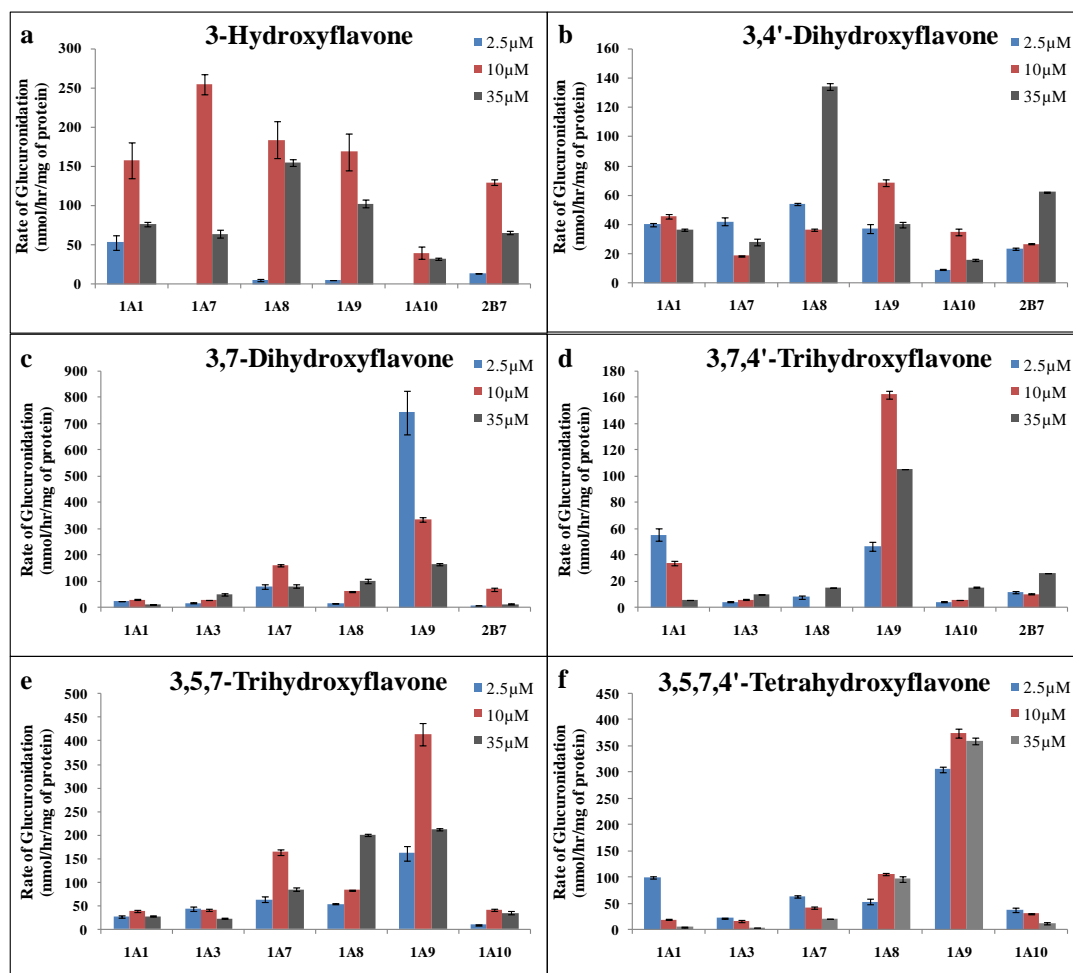 a
3-Hydroxyflavone
2.5µM
10µM
35µM
Rate of Glucuronidation
(nmol/hr/mg of protein)
300
250
200
150
100
50
0
1A1 1A7 1A8 1A9 1A10 2B7
b
3,4'-Dihydroxyflavone
2.5µM
10µM
35µM
Rate of Glucuronidation
(nmol/hr/mg of protein)
160
140
120
100
80
60
40
20
0
1A1 1A7 1A8 1A9 1A10 2B7
c
3,7-Dihydroxyflavone
2.5µM
10µM
35µM
Rate of Glucuronidation
(nmol/hr/mg of protein)
900
800
700
600
500
400
300
200
100
0
1A1 1A3 1A7 1A8 1A9 2B7
d
3,7,4'-Trihydroxyflavone
2.5µM
10µM
35µM
Rate of Glucuronidation
(nmol/hr/mg of protein)
180
160
140
120
100
80
60
40
20
0
1A1 1A3 1A8 1A9 1A10 2B7
e
3,5,7-Trihydroxyflavone
2.5µM
10µM
35µM
Rate of Glucuronidation
(nmol/hr/mg of protein)
500
450
400
350
300
250
200
150
100
50
0
1A1 1A3 1A7 1A8 1A9 1A10
f
3,5,7,4'-Tetrahydroxyflavone
2.5µM
10µM
35µM
Rate of Glucuronidation
(nmol/hr/mg of protein)
450
400
350
300
250
200
150
100
50
0
1A1 1A3 1A7 1A8 1A9 1A10